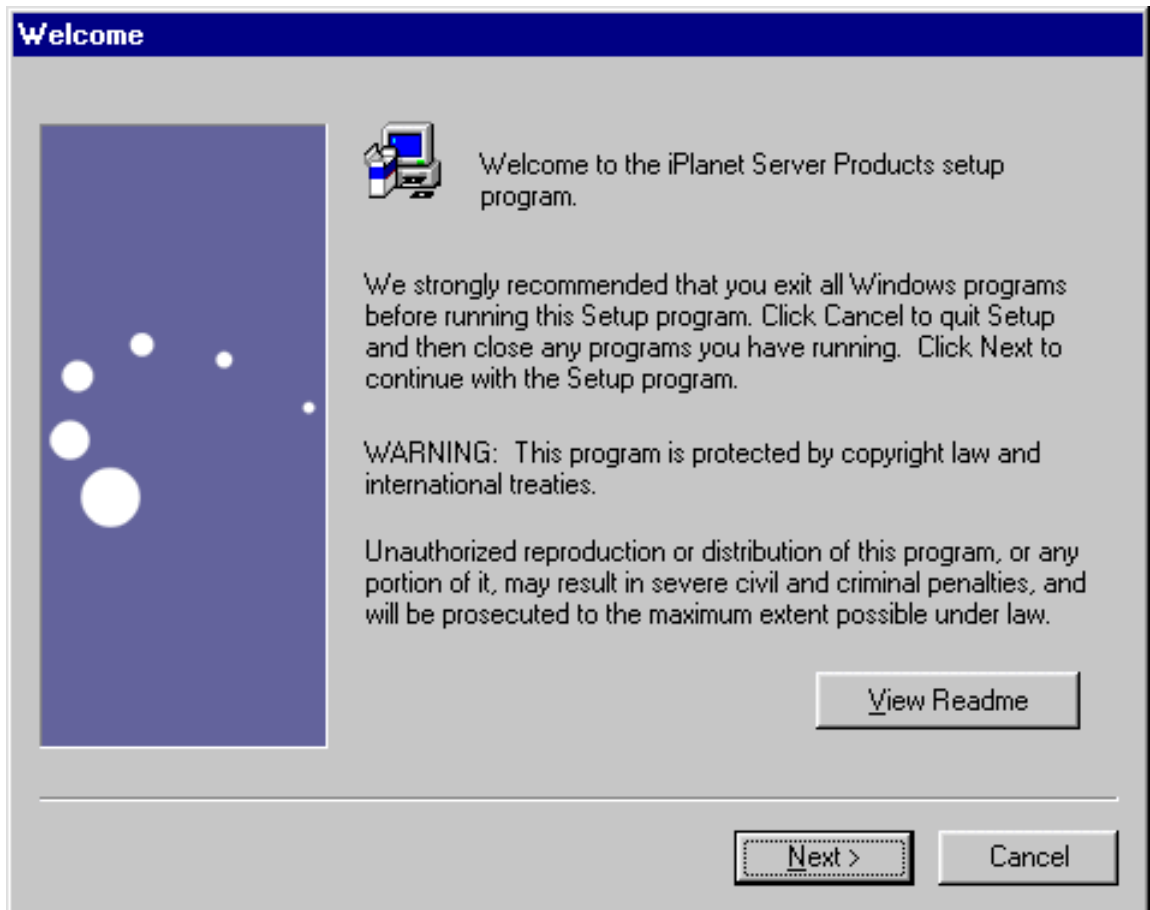 Welcome
Welcome to the iPlanet Server Products setup
program.
We strongly recommended that you exit all Windows programs
before running this Setup program. Click Cancel to quit Setup
and then close any programs you have running.  Click Next to
continue with the Setup program.
WARNING:  This program is protected by copyright law and
international treaties.
Unauthorized reproduction or distribution of this program, or any
portion of it, may result in severe civil and criminal penalties, and
will be prosecuted to the maximum extent possible under law.
View Readme
Next >
Cancel